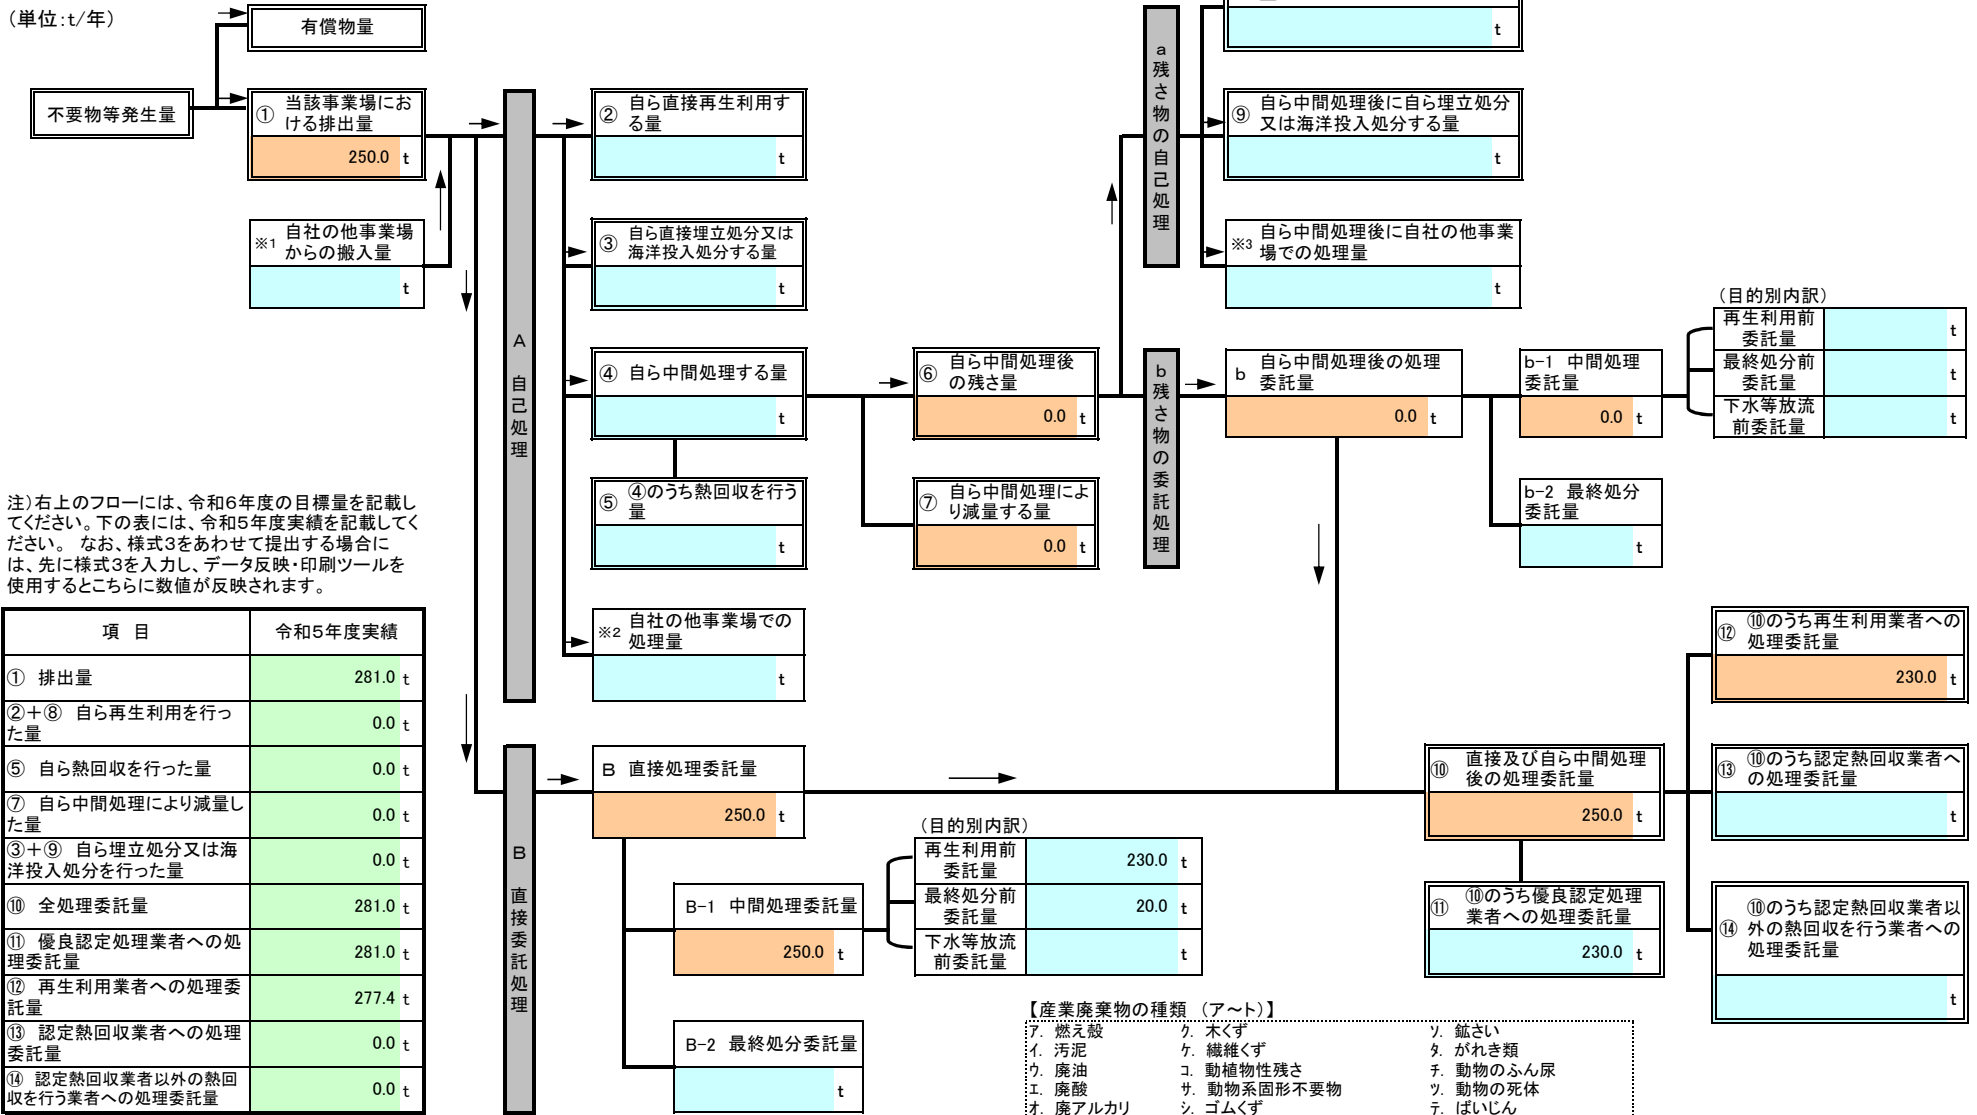 （単位：t/年）
有償物量
不要物等発生量
① 当該事業場にお
ける排出量
250.0 t
※1 自社の他事業場
からの搬入量
t
A 自己処理
② 自ら直接再生利用す
る量
t
③ 自ら直接埋立処分又は
海洋投入処分する量
t
④ 自ら中間処理する量
t
⑤ ④のうち熱回収を行う
量
t
※2 自社の他事業場での
処理量
t
⑥ 自ら中間処理後
の残さ量
0.0 t
⑦ 自ら中間処理によ
り減量する量
0.0 t
a 残さ物の自己処理
t
⑨ 自ら中間処理後に自ら埋立処分
又は海洋投入処分する量
t
※3 自ら中間処理後に自社の他事業
場での処理量
t
b 残さ物の委託処理
b 自ら中間処理後の処理
委託量
0.0 t
b-1 中間処理
委託量
0.0 t
b-2 最終処分
委託量
t
（目的別内訳）
再生利用前
委託量
t
最終処分前
委託量
t
下水等放流
前委託量
t
注）右上のフローには、令和6年度の目標量を記載し
てください。下の表には、令和5年度実績を記載してく
ださい。 なお、様式3をあわせて提出する場合に
は、先に様式3を入力し、データ反映・印刷ツールを
使用するとこちらに数値が反映されます。
項 目 令和5年度実績
① 排出量 281.0 t
②＋⑧ 自ら再生利用を行っ
た量 0.0 t
⑤ 自ら熱回収を行った量 0.0 t
⑦ 自ら中間処理により減量し
た量 0.0 t
③＋⑨ 自ら埋立処分又は海
洋投入処分を行った量 0.0 t
⑩ 全処理委託量 281.0 t
⑪ 優良認定処理業者への処
理委託量 281.0 t
⑫ 再生利用業者への処理委
託量 277.4 t
⑬ 認定熱回収業者への処理
委託量 0.0 t
⑭ 認定熱回収業者以外の熱回
収を行う業者への処理委託量 0.0 t
B 直接委託処理
B 直接処理委託量
250.0 t
B-1 中間処理委託量
250.0 t
B-2 最終処分委託量
t
（目的別内訳）
再生利用前
委託量
230.0 t
最終処分前
委託量
20.0 t
下水等放流
前委託量
t
⑩ 直接及び自ら中間処理
後の処理委託量
250.0 t
⑪ ⑩のうち優良認定処理
業者への処理委託量
230.0 t
⑫ ⑩のうち再生利用業者への
処理委託量
230.0 t
⑬ ⑩のうち認定熱回収業者へ
の処理委託量
t
⑭ ⑩のうち認定熱回収業者以
外の熱回収を行う業者への
処理委託量
t
【産業廃棄物の種類 （ア～ト）】
ア. 燃え殻 ク. 木くず ソ. 鉱さい
イ. 汚泥 ケ. 繊維くず タ. がれき類
ウ. 廃油 コ. 動植物性残さ チ. 動物のふん尿
エ. 廃酸 サ. 動物系固形不要物 ツ. 動物の死体
オ. 廃アルカリ シ. ゴムくず テ. ばいじん